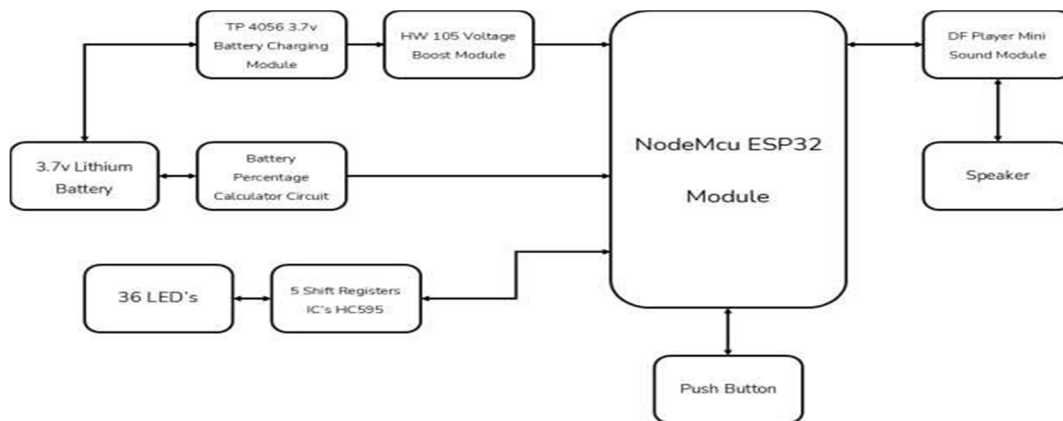 TP 4056 3.7v
Battery Charging
Module
HW 105 Voltage
Boost Module
DF Player Mini
Sound Module
NodeMcu ESP32
Module
3.7v Lithium
Battery
Battery
Percentage
Calculator Circuit
Speaker
36 LED's
5 Shift Registers
IC's HC595
Push Button